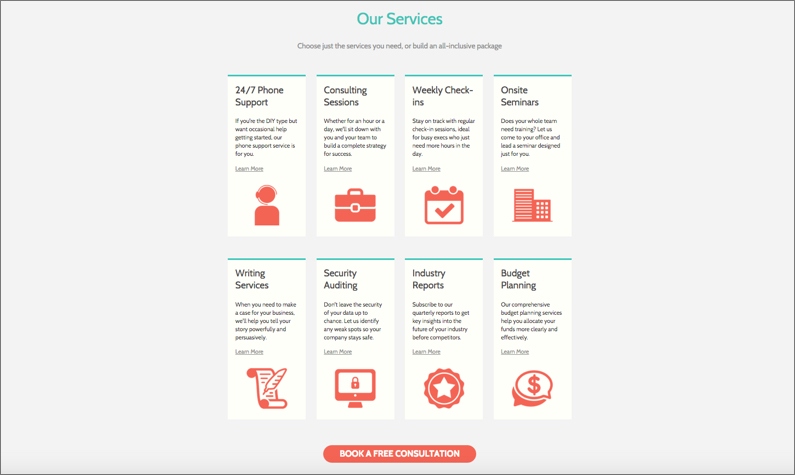 Our Services
Choose just the services you need, or build an all-inclusive package
24/7 Phone
Support
If you're the DIY type but
want occasional help
getting started, our
phone support service is
for you.
Learn More
Consulting
Sessions
Whether for an hour or a
day, we'll sit down with
you and your team to
build a complete strategy
for success.
Learn More
Weekly Check-
ins
Stay on track with regular
check-in sessions, ideal
for busy execs who just
need more hours in the
day.
Learn More
Onsite
Seminars
Does your whole team
need training? Let us
come to your office and
lead a seminar designed
just for you.
Learn More
Writing
Services
When you need to make
a case for your business,
we'll help you tell your
story powerfully and
persuasively.
Learn More
Security
Auditing
Don't leave the security
of your data up to
chance. Let us identify
any weak spots so your
company stays safe.
Learn More
Industry
Reports
Subscribe to our
quarterly reports to get
key insights into the
future of your industry
before competitors.
Learn More
Budget
Planning
Our comprehensive
budget planning services
help you allocate your
funds more clearly and
effectively.
Learn More
$
BOOK A FREE CONSULTATION